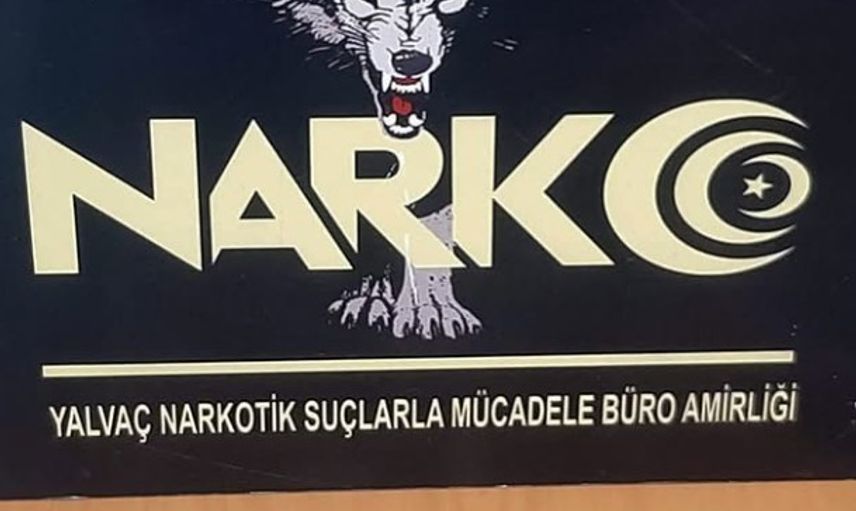 NARKO
YALVAÇ NARKOTİK SUÇLARLA MÜCADELE BÜRO AMİRLİĞİ